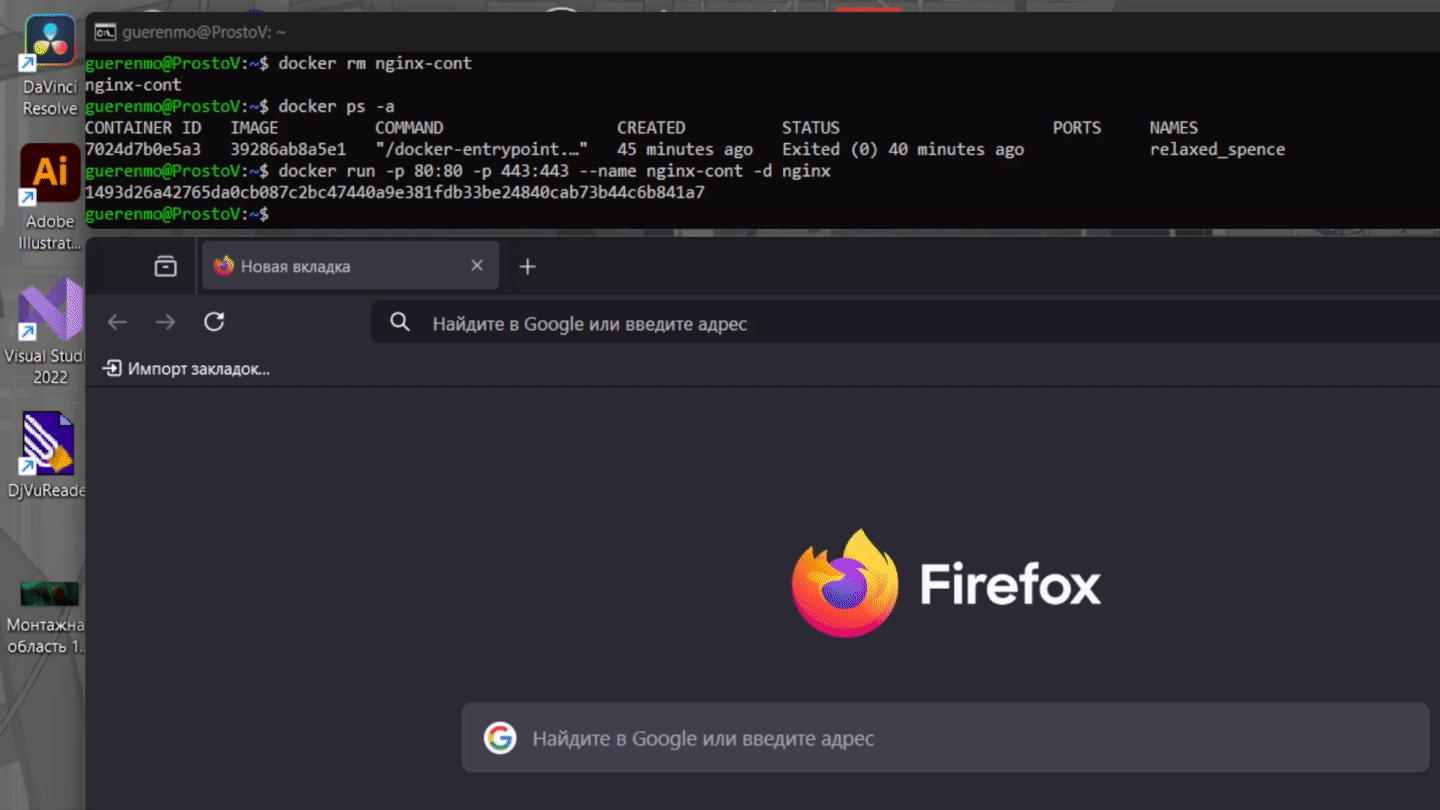 guerenmo@ProstoV: ~
guerenmo@ProstoV:~$ docker rm nginx-cont
nginx-cont
guerenmo@ProstoV:~$ docker ps -a
CONTAINER ID IMAGE COMMAND CREATED STATUS PORTS NAMES
7024d7b0e5a3 39286ab8a5e1 "/docker-entrypoint.…" 45 minutes ago Exited (0) 40 minutes ago relaxed_spence
guerenmo@ProstoV:~$ docker run -p 80:80 -p 443:443 --name nginx-cont -d nginx
1493d26a42765da0cb087c2bc47440a9e381fdb33be24840cab73b44c6b841a7
guerenmo@ProstoV:~$
DaVinci
Resolve
Ai
Adobe
Illustrat...
Visual Studi
2022
DjVuReade
Монтажна
область 1...
Новая вкладка
Найдите в Google или введите адрес
Импорт закладок...
Firefox
Найдите в Google или введите адрес